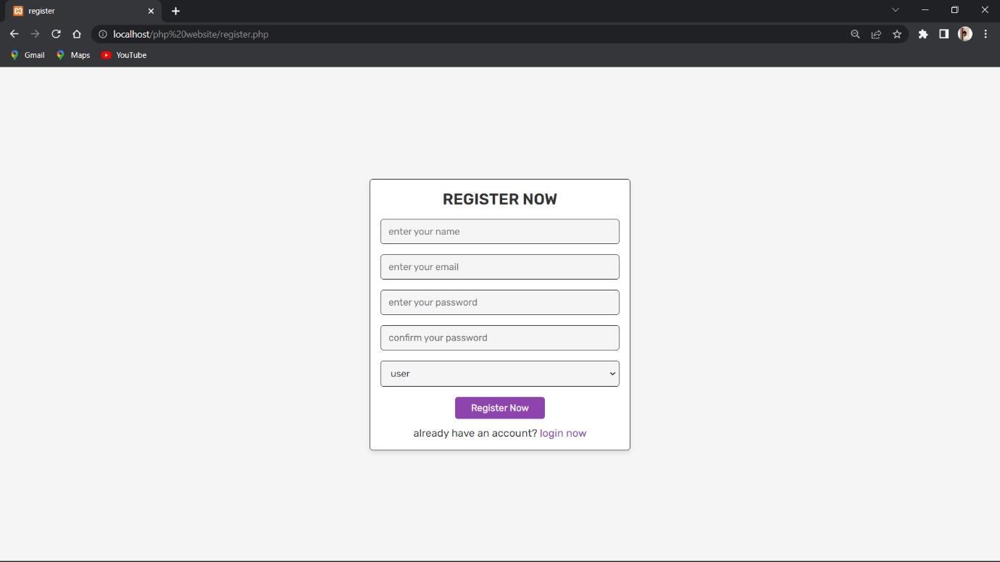 register
localhost/php%20website/register.php
Gmail Maps YouTube
REGISTER NOW
enter your name
enter your email
enter your password
confirm your password
user
Register Now
already have an account? login now